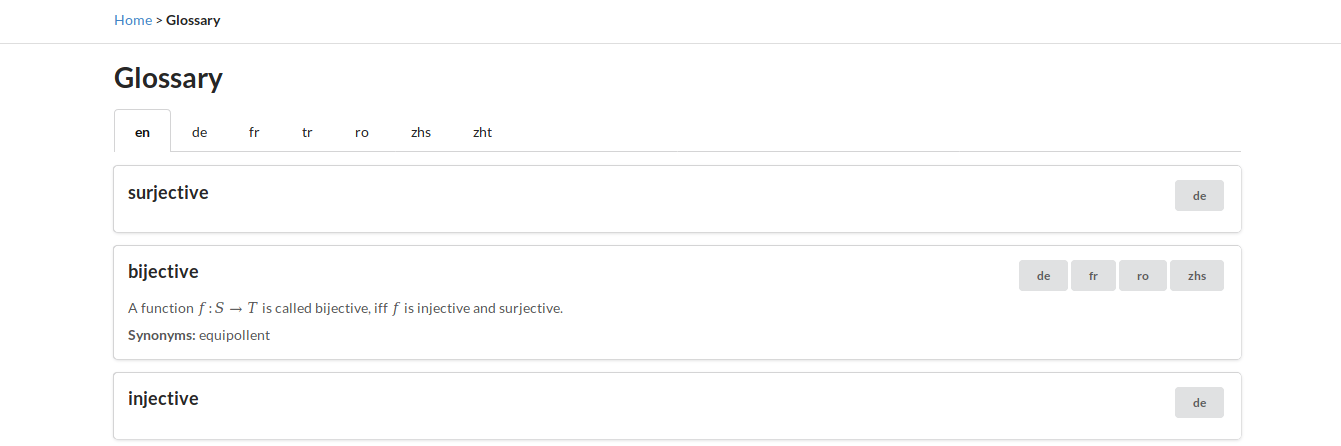 Home > Glossary
Glossary
en de fr tr ro zhs zht
surjective de
bijective de fr ro zhs
A function f : S → T is called bijective, iff f is injective and surjective.
Synonyms: equipollent
injective de